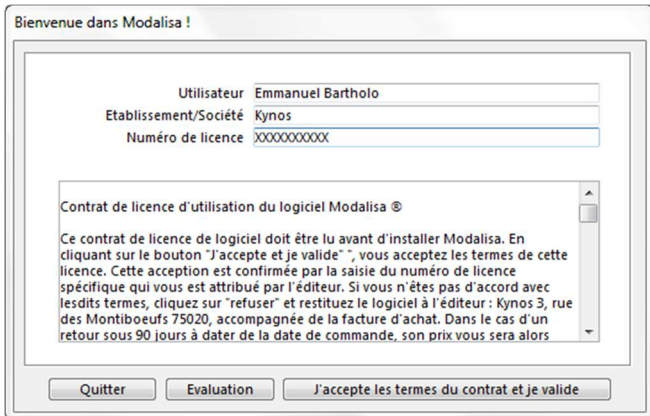 Bienvenue dans Modalisa !
Utilisateur Emmanuel Bartholo
Etablissement/Société Kynos
Numéro de licence XXXXXXXXXX
Contrat de licence d'utilisation du logiciel Modalisa ®
Ce contrat de licence de logiciel doit être lu avant d'installer Modalisa. En
cliquant sur le bouton "J'accepte et je valide" ", vous acceptez les termes de cette
licence. Cette acception est confirmée par la saisie du numéro de licence
spécifique qui vous est attribué par l'éditeur. Si vous n'êtes pas d'accord avec
lesdits termes, cliquez sur "refuser" et restituez le logiciel à l'éditeur : Kynos 3, rue
des Montiboeufs 75020, accompagnée de la facture d'achat. Dans le cas d'un
retour sous 90 jours à dater de la date de commande, son prix vous sera alors
Quitter Evaluation J'accepte les termes du contrat et je valide